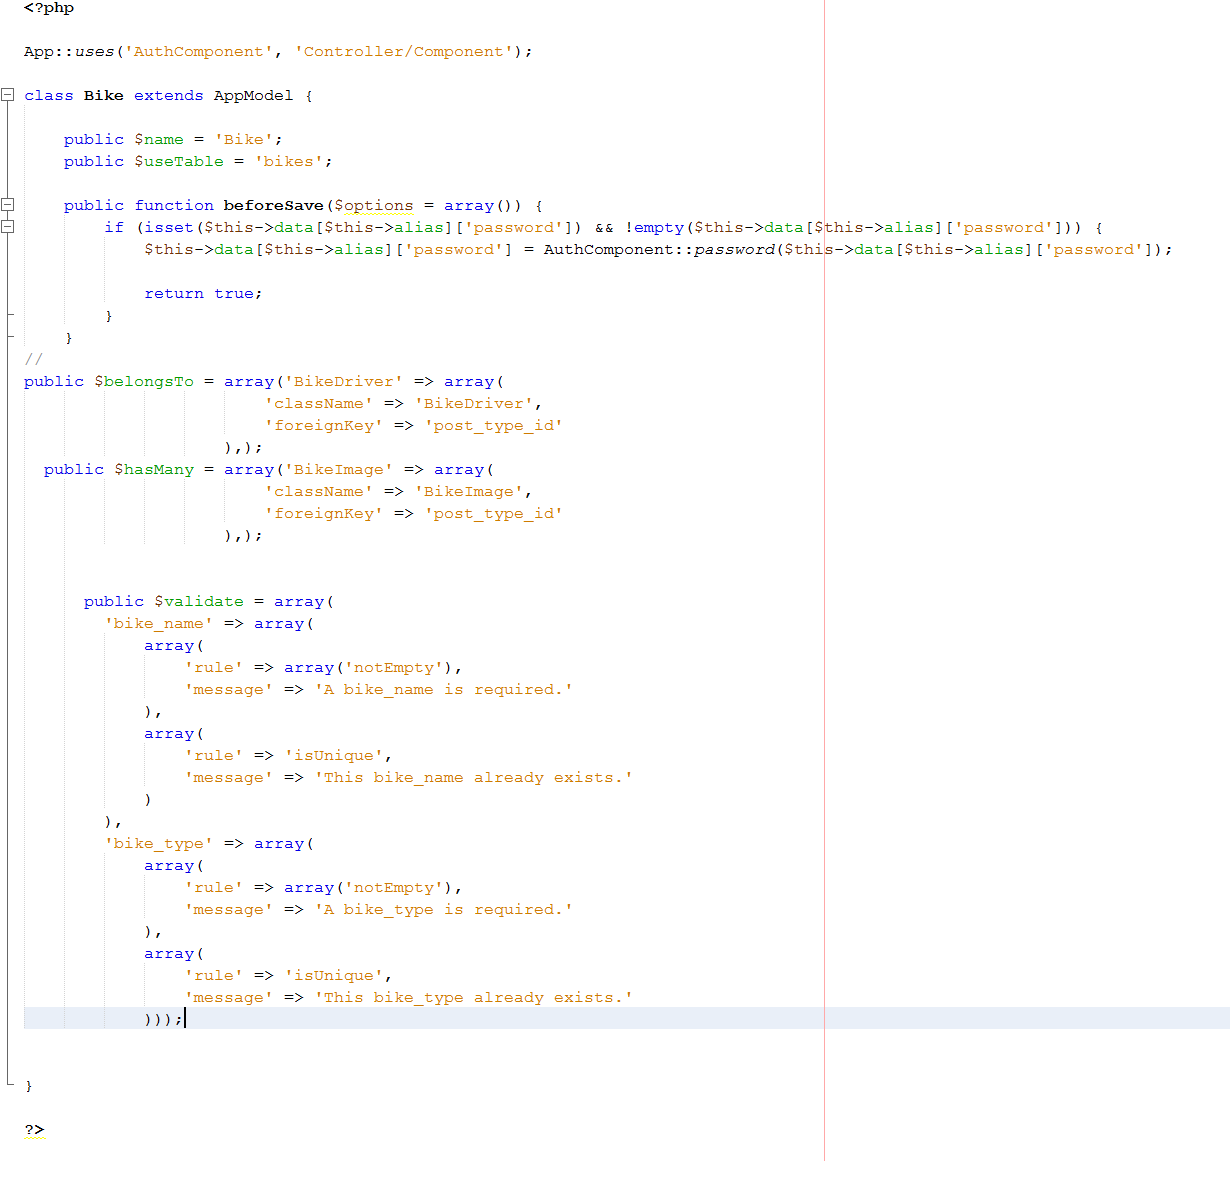 <?php
App::uses('AuthComponent', 'Controller/Component');
class Bike extends AppModel {
public $name = 'Bike';
public $useTable = 'bikes';
public function beforeSave($options = array()) {
if (isset($this->data[$this->alias]['password']) && !empty($this->data[$this->alias]['password'])) {
$this->data[$this->alias]['password'] = AuthComponent::password($this->data[$this->alias]['password']);
return true;
}
}
//
public $belongsTo = array('BikeDriver' => array(
'className' => 'BikeDriver',
'foreignKey' => 'post_type_id'
),);
public $hasMany = array('BikeImage' => array(
'className' => 'BikeImage',
'foreignKey' => 'post_type_id'
),);
public $validate = array(
'bike_name' => array(
array(
'rule' => array('notEmpty'),
'message' => 'A bike_name is required.'
),
array(
'rule' => 'isUnique',
'message' => 'This bike_name already exists.'
)
),
'bike_type' => array(
array(
'rule' => array('notEmpty'),
'message' => 'A bike_type is required.'
),
array(
'rule' => 'isUnique',
'message' => 'This bike_type already exists.'
)));
}
?>